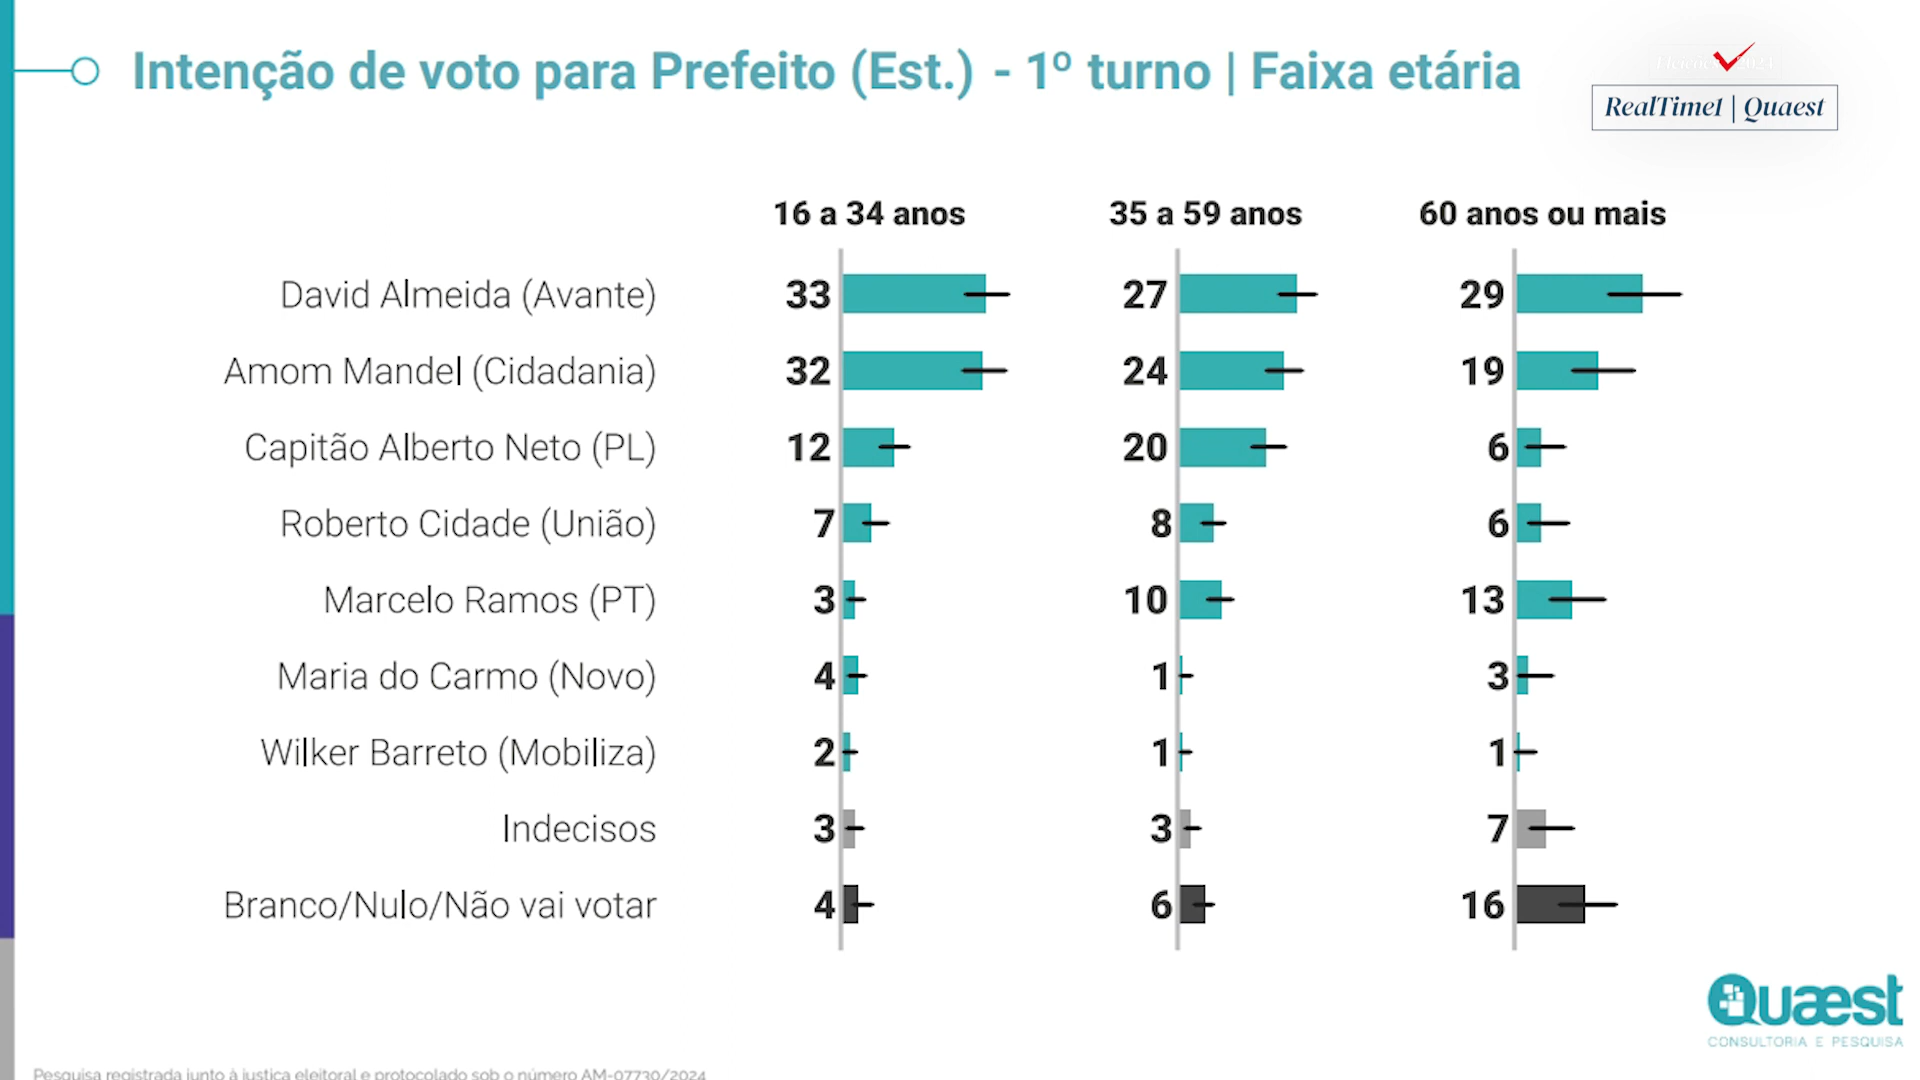 Intenção de voto para Prefeito (Est.) - 1º turno | Faixa etária
Eleições 2024
RealTime1 | Quaest
16 a 34 anos 35 a 59 anos 60 anos ou mais
David Almeida (Avante) 33 27 29
Amom Mandel (Cidadania) 32 24 19
Capitão Alberto Neto (PL) 12 20 6
Roberto Cidade (União) 7 8 6
Marcelo Ramos (PT) 3 10 13
Maria do Carmo (Novo) 4 1 3
Wilker Barreto (Mobiliza) 2 1 1
Indecisos 3 3 7
Branco/Nulo/Não vai votar 4 6 16
Quæst
CONSULTORIA E PESQUISA
Pesquisa registrada junto à justiça eleitoral e protocolado sob o número AM-07730/2024